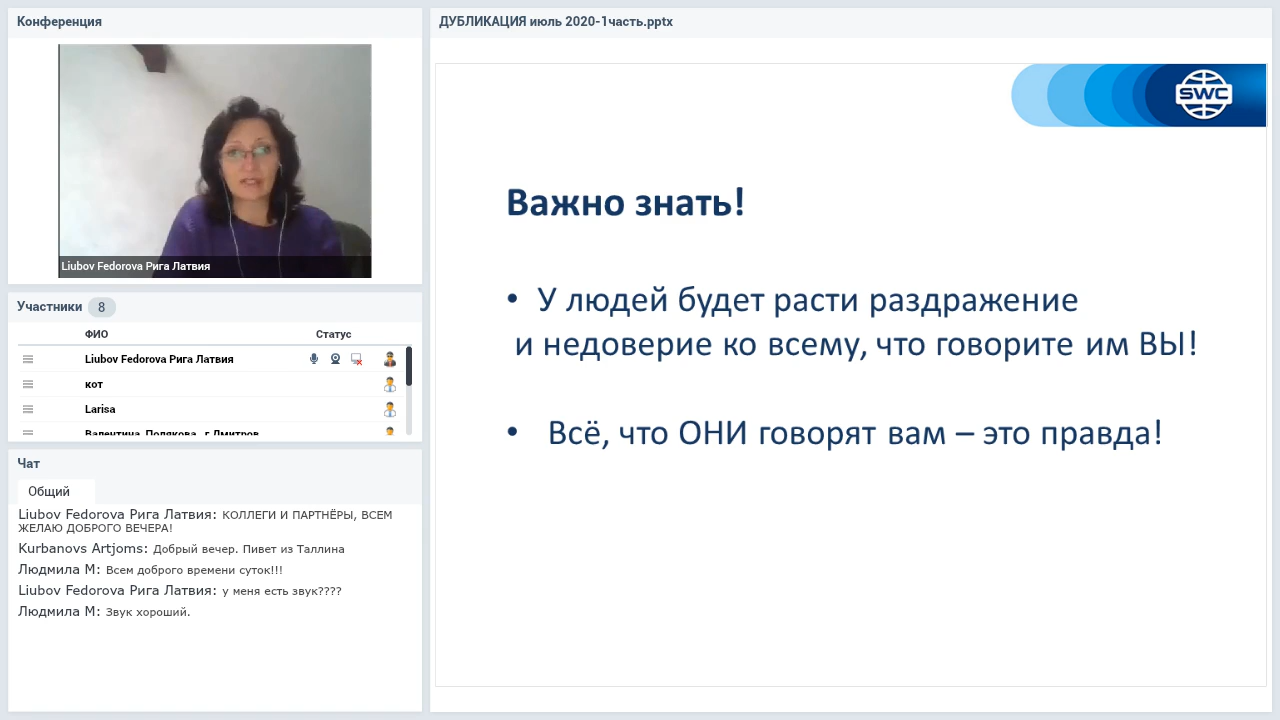 Конференция
Liubov Fedorova Рига Латвия
Участники 8
ФИО Статус
Liubov Fedorova Рига Латвия
кот
Larisa
Валентина Полякова г.Дмитров
Чат
Общий
Liubov Fedorova Рига Латвия: КОЛЛЕГИ И ПАРТНЁРЫ, ВСЕМ
ЖЕЛАЮ ДОБРОГО ВЕЧЕРА!
Kurbanovs Artjoms: Добрый вечер. Пивет из Таллина
Людмила М: Всем доброго времени суток!!!
Liubov Fedorova Рига Латвия: у меня есть звук????
Людмила М: Звук хороший.
ДУБЛИКАЦИЯ июль 2020-1часть.pptx
SWC
Важно знать!
• У людей будет расти раздражение
и недоверие ко всему, что говорите им ВЫ!
• Всё, что ОНИ говорят вам – это правда!